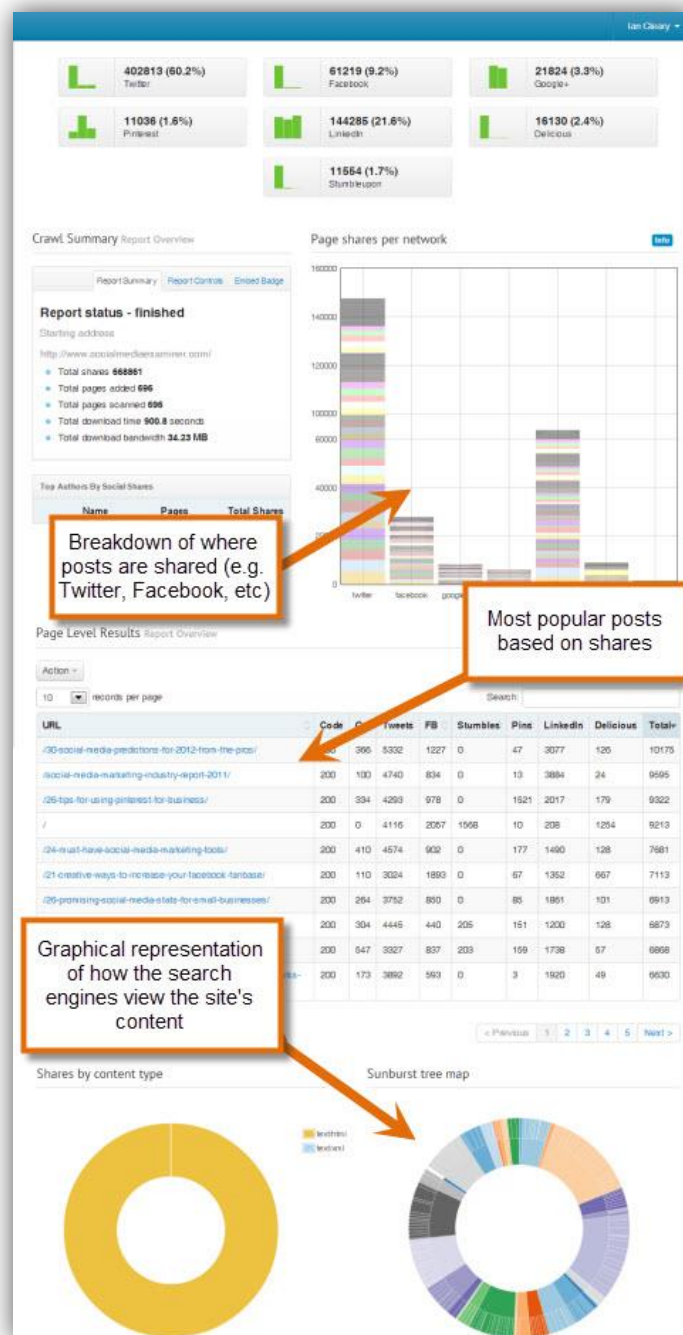 Ian Cleary
402813 (60.2%)
Twitter
61219 (9.2%)
Facebook
21824 (3.3%)
Google+
11036 (1.6%)
Pinterest
144285 (21.6%)
LinkedIn
16130 (2.4%)
Delicious
11554 (1.7%)
Stumbleupon
Crawl Summary Report Overview
Report Summary Report Controls Embed Badge
Report status - finished
Starting address
http://www.socialmediaexaminer.com/
Total shares 668861
Total pages added 696
Total pages scanned 696
Total download time 900.8 seconds
Total download bandwidth 34.23 MB
Top Authors By Social Shares
Name Pages Total Shares
Page shares per network
Info
160000
140000
120000
100000
60000
40000
0
twitter facebook
Breakdown of where
posts are shared (e.g.
Twitter, Facebook, etc)
Most popular posts
based on shares
Page Level Results Report Overview
Action
10 records per page
Search:
URL Code Tweets FB Stumbles Pins LinkedIn Delicious Total
/30-social-media-predictions-for-2012-from-the-pros/ 366 5332 1227 0 47 3077 126 10175
/social-media-marketing-industry-report-2011/ 200 100 4740 834 0 13 3884 24 9595
/26-tips-for-using-pinterest-for-business/ 200 334 4293 978 0 1521 2017 179 9322
/ 200 0 4116 2057 1568 10 208 1254 9213
/24-must-have-social-media-marketing-tools/ 200 410 4574 902 0 177 1490 128 7681
/21-creative-ways-to-increase-your-facebook-fanbase/ 200 110 3024 1893 0 67 1352 667 7113
/26-promising-social-media-stats-for-small-businesses/ 200 264 3752 850 0 85 1861 101 6913
200 304 4445 440 205 151 1200 128 6873
200 547 3327 837 203 159 1738 57 6868
200 173 3892 593 0 3 1920 49 6630
Graphical representation
of how the search
engines view the site's
content
< Previous 1 2 3 4 5 Next >
Shares by content type
text/html
text/xml
Sunburst tree map